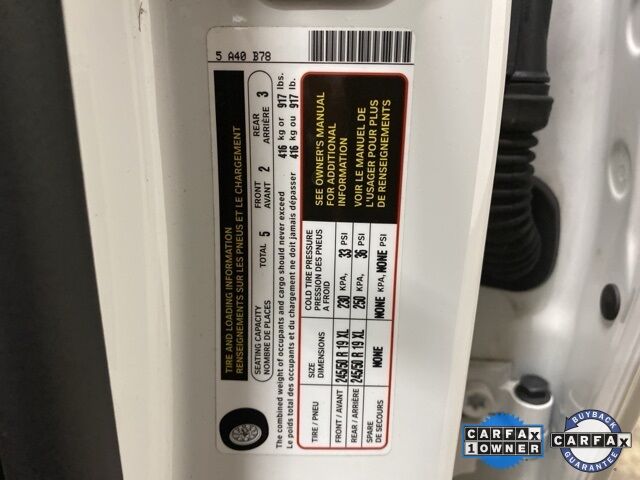 5 A40 B78
TIRE AND LOADING INFORMATION
RENSEIGNEMENTS SUR LES PNEUS ET LE CHARGEMENT
SEATING CAPACITY
NOMBRE DE PLACES
TOTAL 5
FRONT
AVANT 2
REAR
ARRIÈRE 3
The combined weight of occupants and cargo should never exceed 416 kg or 917 lbs.
Le poids total des occupants et du chargement ne doit jamais dépasser 416 kg ou 917 lb.
TIRE / PNEU
SIZE
DIMENSIONS
COLD TIRE PRESSURE
PRESSION DES PNEUS
A FROID
FRONT / AVANT 245/50 R 19 XL 230 KPA, 33 PSI
REAR / ARRIÈRE 245/50 R 19 XL 250 KPA, 36 PSI
SPARE
DE SECOURS
NONE NONE KPA, NONE PSI
SEE OWNER'S MANUAL
FOR ADDITIONAL
INFORMATION
VOIR LE MANUEL DE
L'USAGER POUR PLUS
DE RENSEIGNEMENTS
CARFAX
1 OWNER
BUYBACK
CARFAX
GUARANTEE